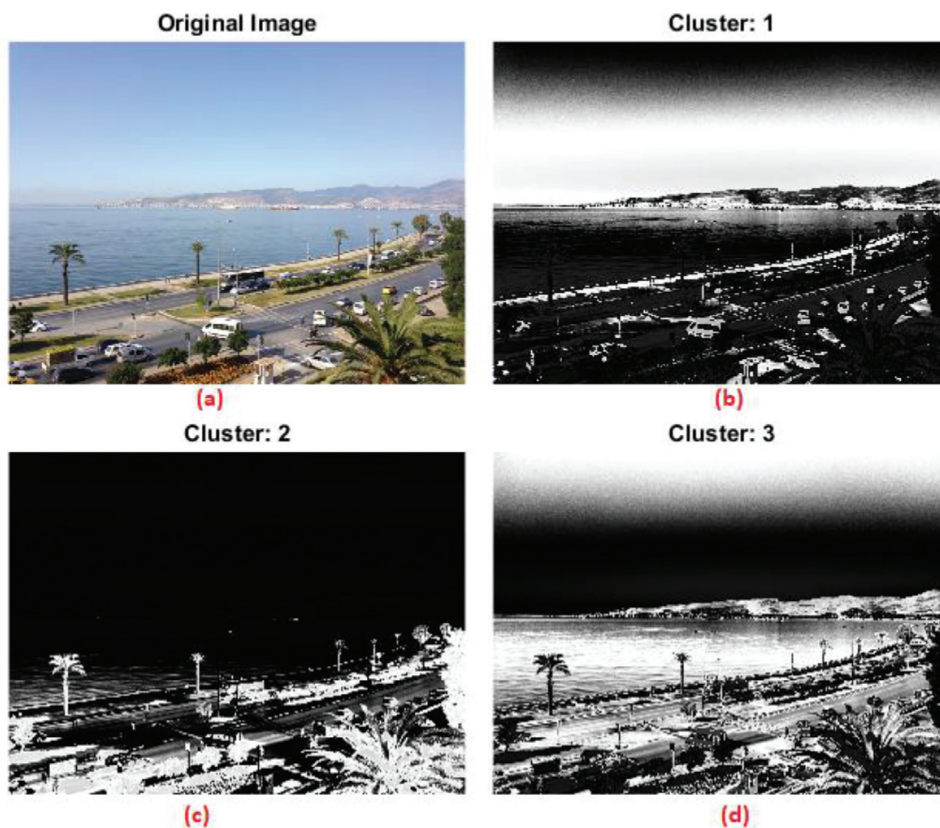 Original Image
Cluster: 1
(a)
(b)
Cluster: 2
Cluster: 3
(c)
(d)